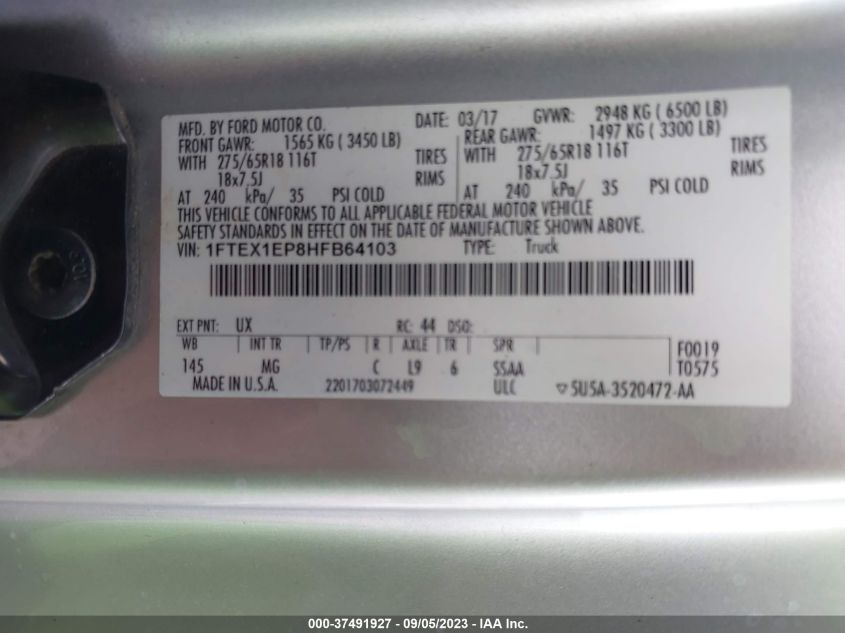 MFD. BY FORD MOTOR CO.
DATE: 03/17 GVWR: 2948 KG ( 6500 LB)
FRONT GAWR: 1565 KG ( 3450 LB)
REAR GAWR: 1497 KG ( 3300 LB)
WITH 275/65R18 116T TIRES
WITH 275/65R18 116T TIRES
18x7.5J RIMS
18x7.5J RIMS
AT 240 kPa/ 35 PSI COLD
AT 240 kPa/ 35 PSI COLD
THIS VEHICLE CONFORMS TO ALL APPLICABLE FEDERAL MOTOR VEHICLE
SAFETY STANDARDS IN EFFECT ON THE DATE OF MANUFACTURE SHOWN ABOVE.
VIN: 1FTEX1EP8HFB64103 TYPE: Truck
EXT PNT: UX RC: 44 DSO:
WB INT TR TP/PS R AXLE TR SPR F0019
145 MG C L9 6 SSAA T0575
MADE IN U.S.A. 2201703072449 ULC ▽5U5A-3520472-AA
000-37491927 - 09/05/2023 - IAA Inc.